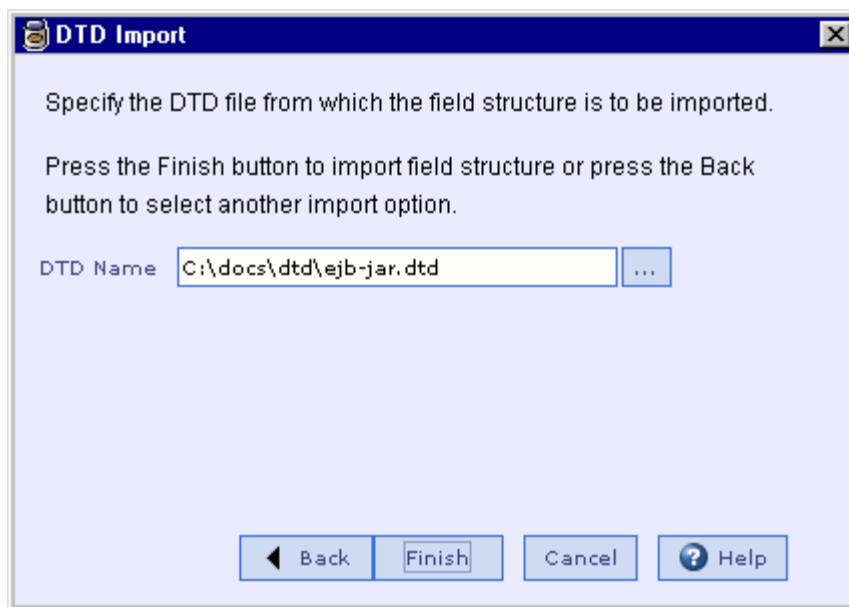 DTD Import
Specify the DTD file from which the field structure is to be imported.
Press the Finish button to import field structure or press the Back
button to select another import option.
DTD Name C:\docs\dtd\ejb-jar.dtd ...
Back Finish Cancel ? Help